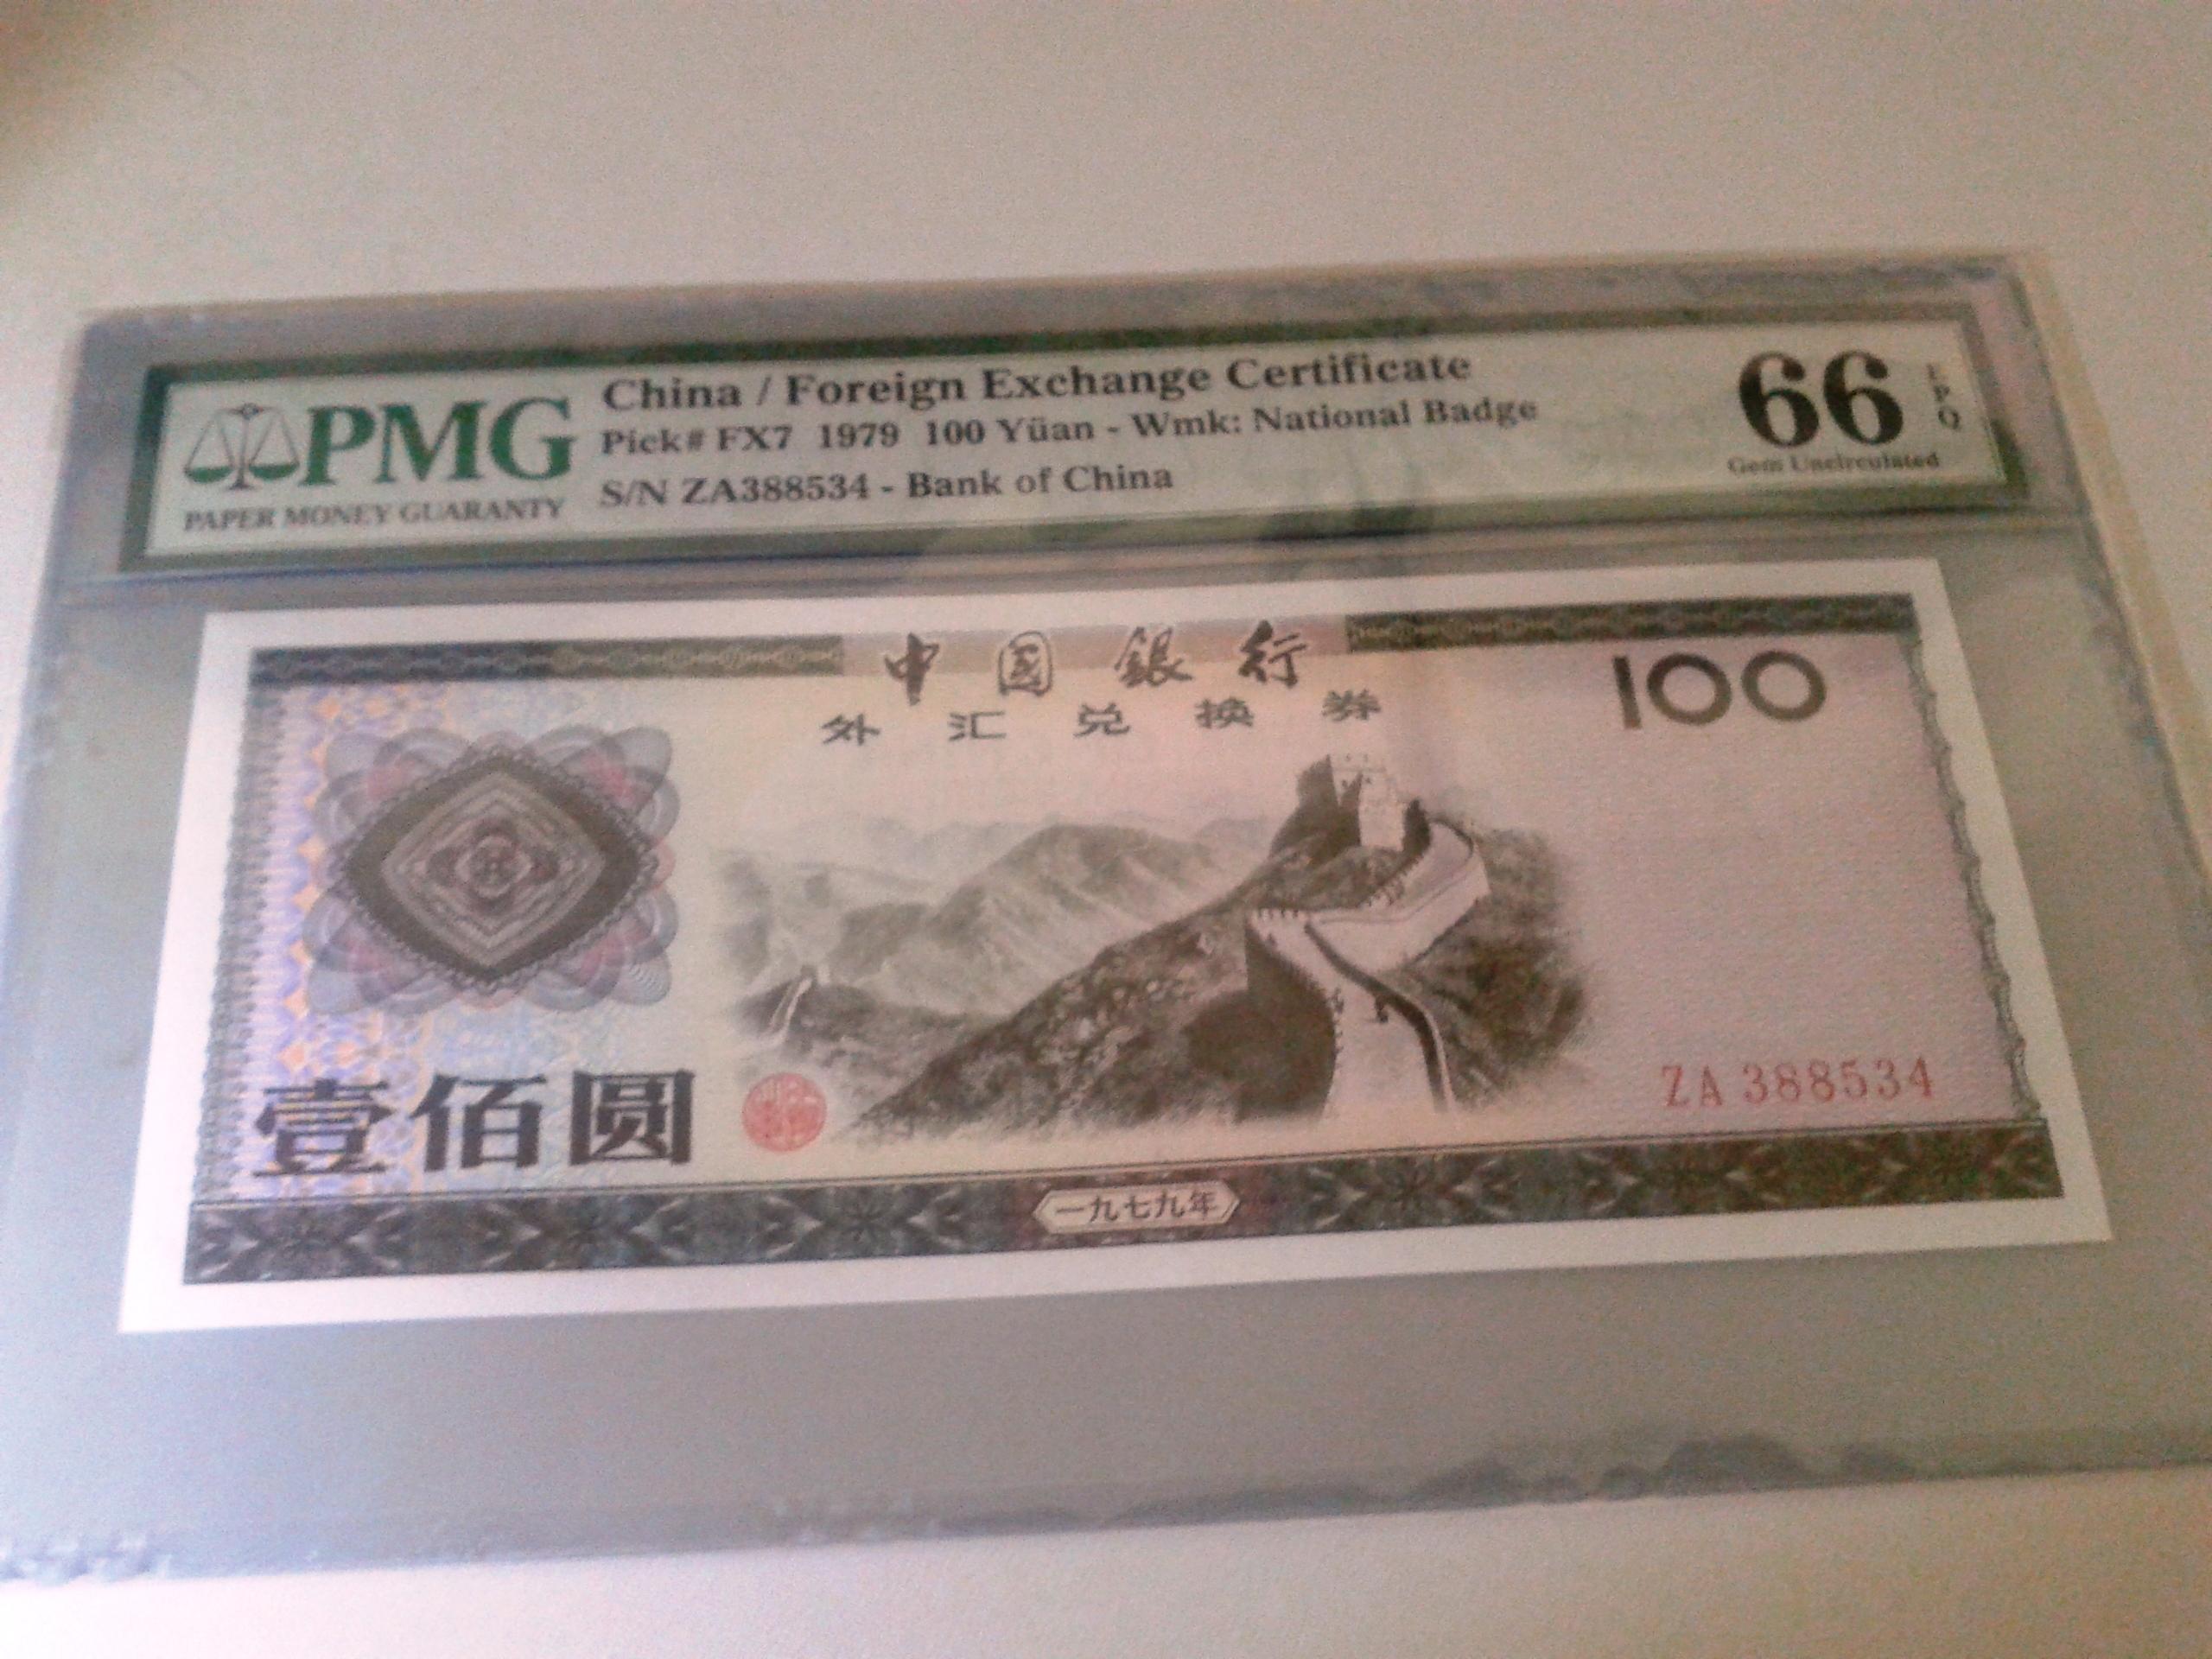 PMG
PAPER MONEY GUARANTY
China / Foreign Exchange Certificate
Pick# FX7 1979 100 Yüan - Wmk: National Badge
S/N ZA388534 - Bank of China
66 EPQ
Gem Uncirculated
中國銀行
外汇兑换券
100
壹佰圆
ZA 388534
一九七九年